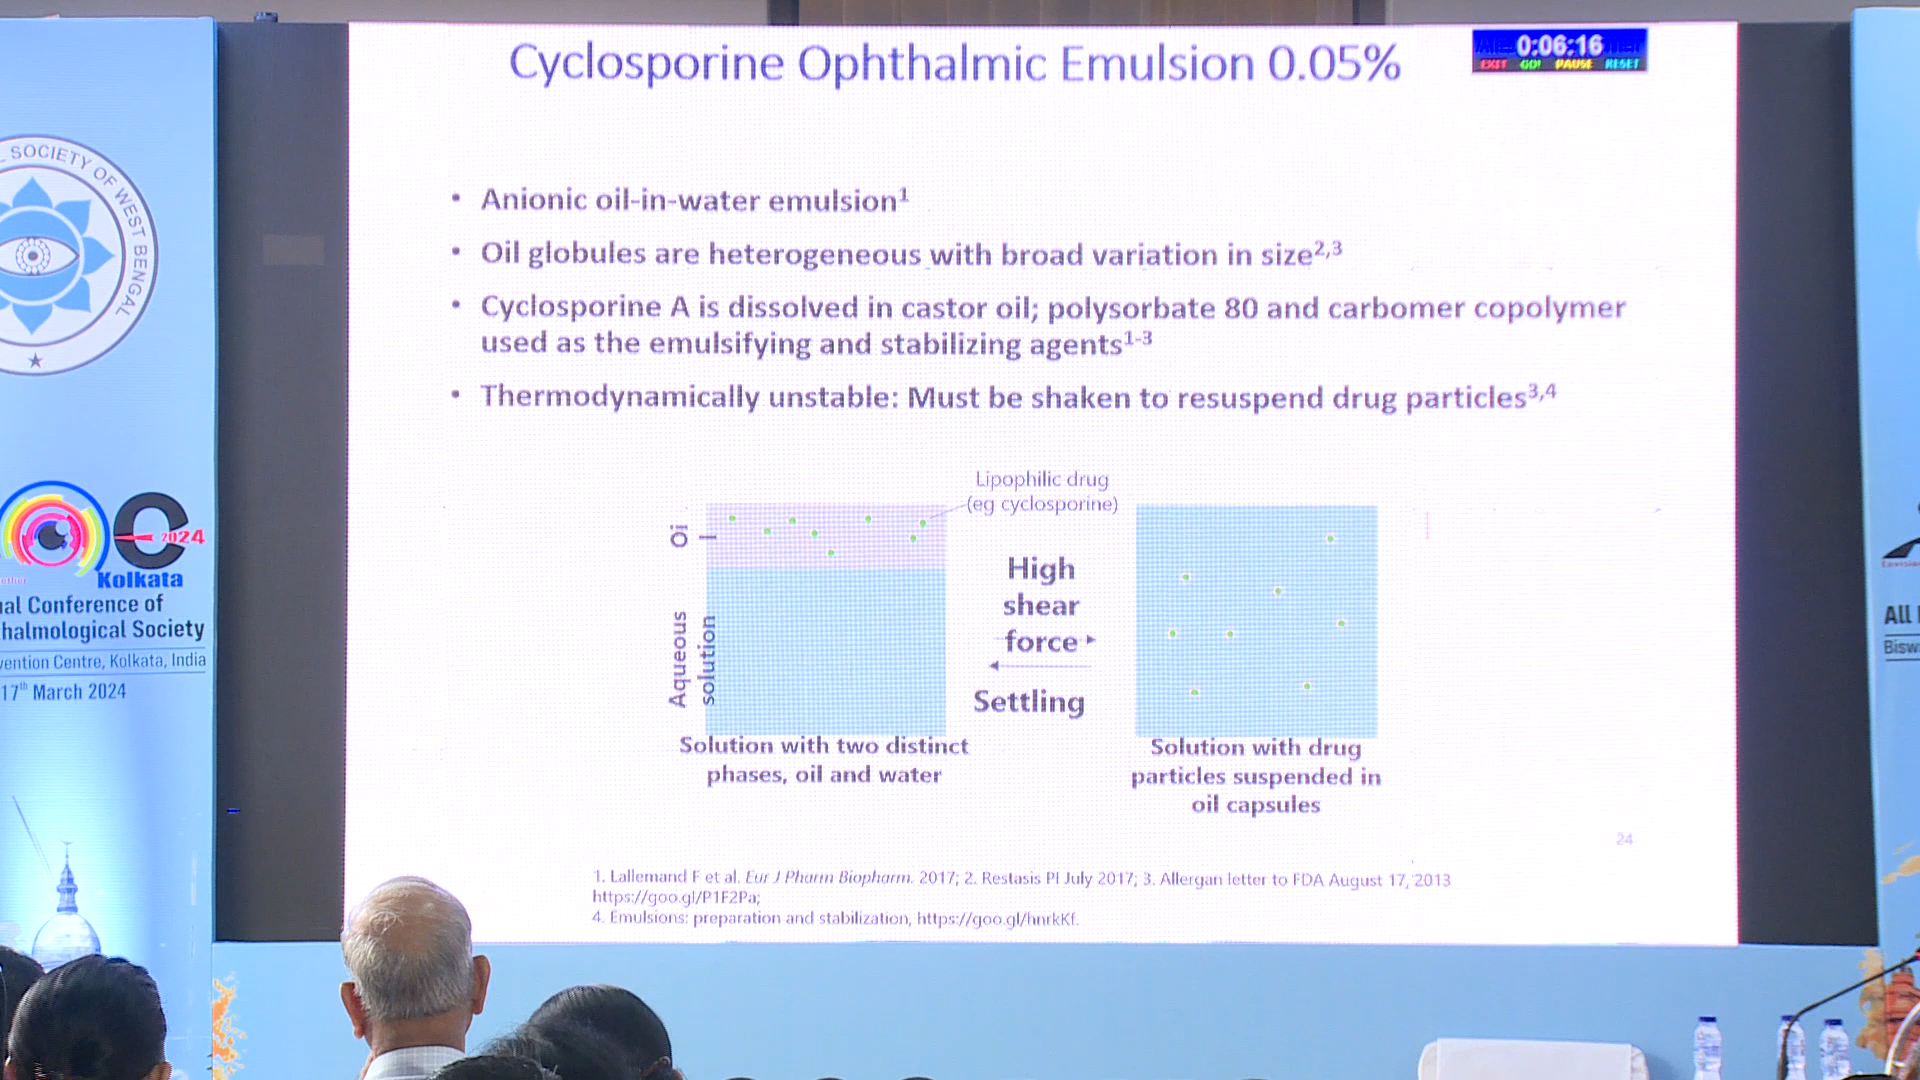 Cyclosporine Ophthalmic Emulsion 0.05%
0:06:16
EXIT GO! PAUSE RESET
• Anionic oil-in-water emulsion¹
• Oil globules are heterogeneous with broad variation in size²,³
• Cyclosporine A is dissolved in castor oil; polysorbate 80 and carbomer copolymer
used as the emulsifying and stabilizing agents¹⁻³
• Thermodynamically unstable: Must be shaken to resuspend drug particles³,⁴
Lipophilic drug
(eg cyclosporine)
Oi
l
Aqueous
solution
High
shear
force
Settling
Solution with two distinct
phases, oil and water
Solution with drug
particles suspended in
oil capsules
24
1. Lallemand F et al. Eur J Pharm Biopharm. 2017; 2. Restasis PI July 2017; 3. Allergan letter to FDA August 17, 2013
https://goo.gl/P1F2Pa;
4. Emulsions: preparation and stabilization, https://goo.gl/hnrkKf.
L SOCIETY OF WEST BENGAL
C
2024
Kolkata
ual Conference of
halmological Society
vention Centre, Kolkata, India
17th March 2024
All
Bisw